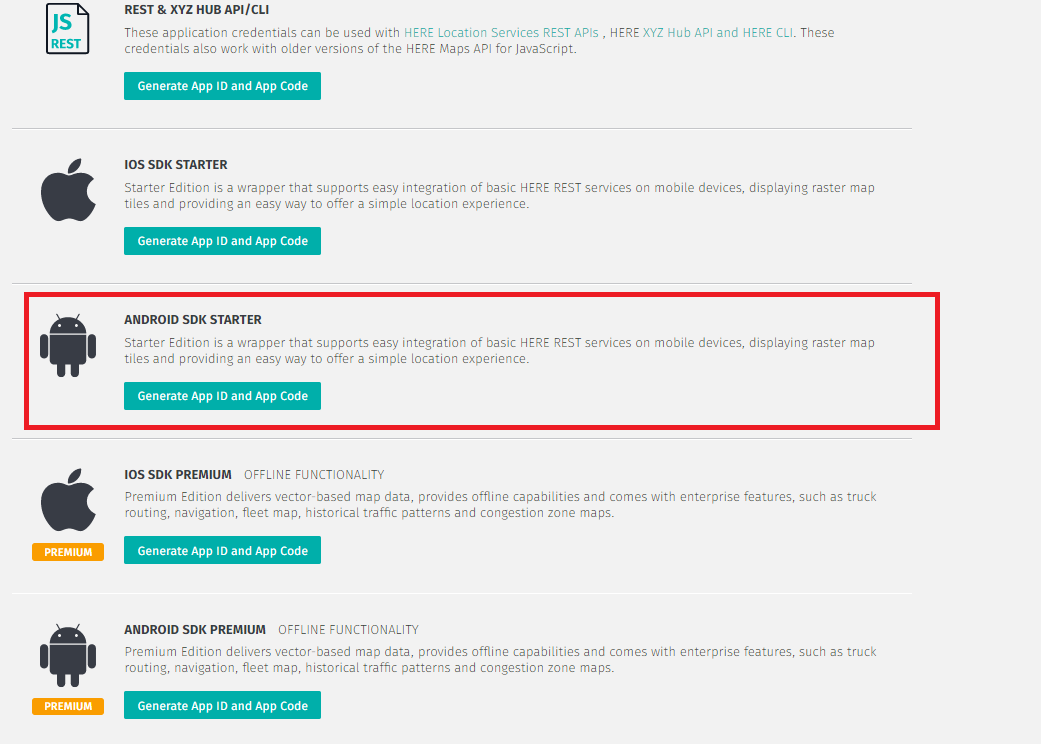 JS
REST
REST & XYZ HUB API/CLI
These application credentials can be used with HERE Location Services REST APIs , HERE XYZ Hub API and HERE CLI. These
credentials also work with older versions of the HERE Maps API for JavaScript.
Generate App ID and App Code
IOS SDK STARTER
Starter Edition is a wrapper that supports easy integration of basic HERE REST services on mobile devices, displaying raster map
tiles and providing an easy way to offer a simple location experience.
Generate App ID and App Code
ANDROID SDK STARTER
Starter Edition is a wrapper that supports easy integration of basic HERE REST services on mobile devices, displaying raster map
tiles and providing an easy way to offer a simple location experience.
Generate App ID and App Code
IOS SDK PREMIUM OFFLINE FUNCTIONALITY
Premium Edition delivers vector-based map data, provides offline capabilities and comes with enterprise features, such as truck
routing, navigation, fleet map, historical traffic patterns and congestion zone maps.
PREMIUM
Generate App ID and App Code
ANDROID SDK PREMIUM OFFLINE FUNCTIONALITY
Premium Edition delivers vector-based map data, provides offline capabilities and comes with enterprise features, such as truck
routing, navigation, fleet map, historical traffic patterns and congestion zone maps.
PREMIUM
Generate App ID and App Code